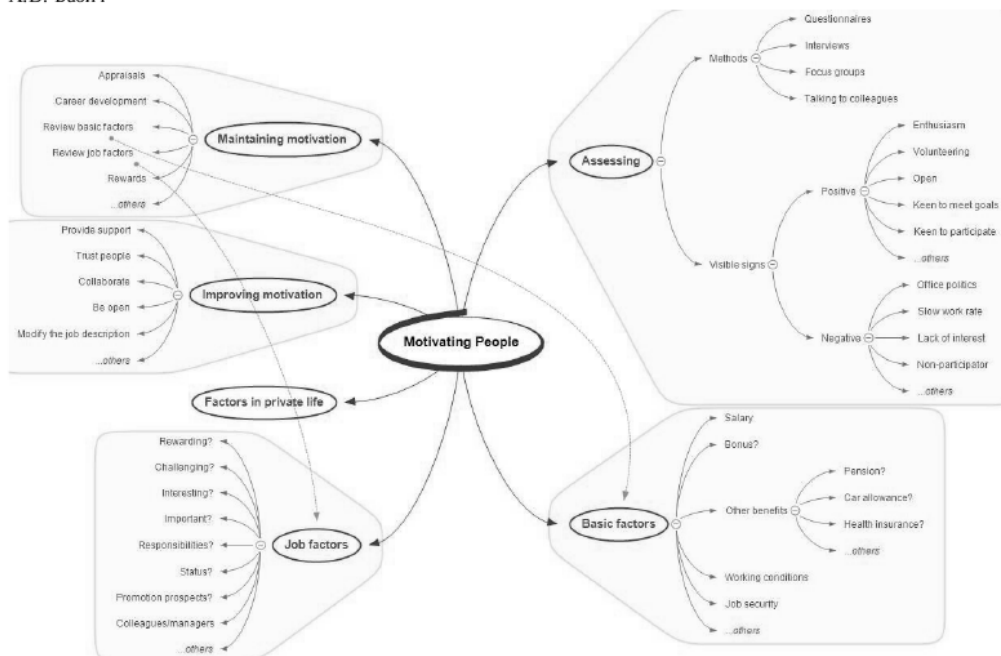 Motivating People
Maintaining motivation
Appraisals
Career development
Review basic factors
Review job factors
Rewards
...others
Improving motivation
Provide support
Trust people
Collaborate
Be open
Modify the job description
...others
Factors in private life
Job factors
Rewarding?
Challenging?
Interesting?
Important?
Responsibilities?
Status?
Promotion prospects?
Colleagues/managers
...others
Assessing
Methods
Questionnaires
Interviews
Focus groups
Talking to colleagues
Visible signs
Positive
Enthusiasm
Volunteering
Open
Keen to meet goals
Keen to participate
...others
Negative
Office politics
Slow work rate
Lack of interest
Non-participator
...others
Basic factors
Salary
Bonus?
Other benefits
Pension?
Car allowance?
Health insurance?
...others
Working conditions
Job security
...others